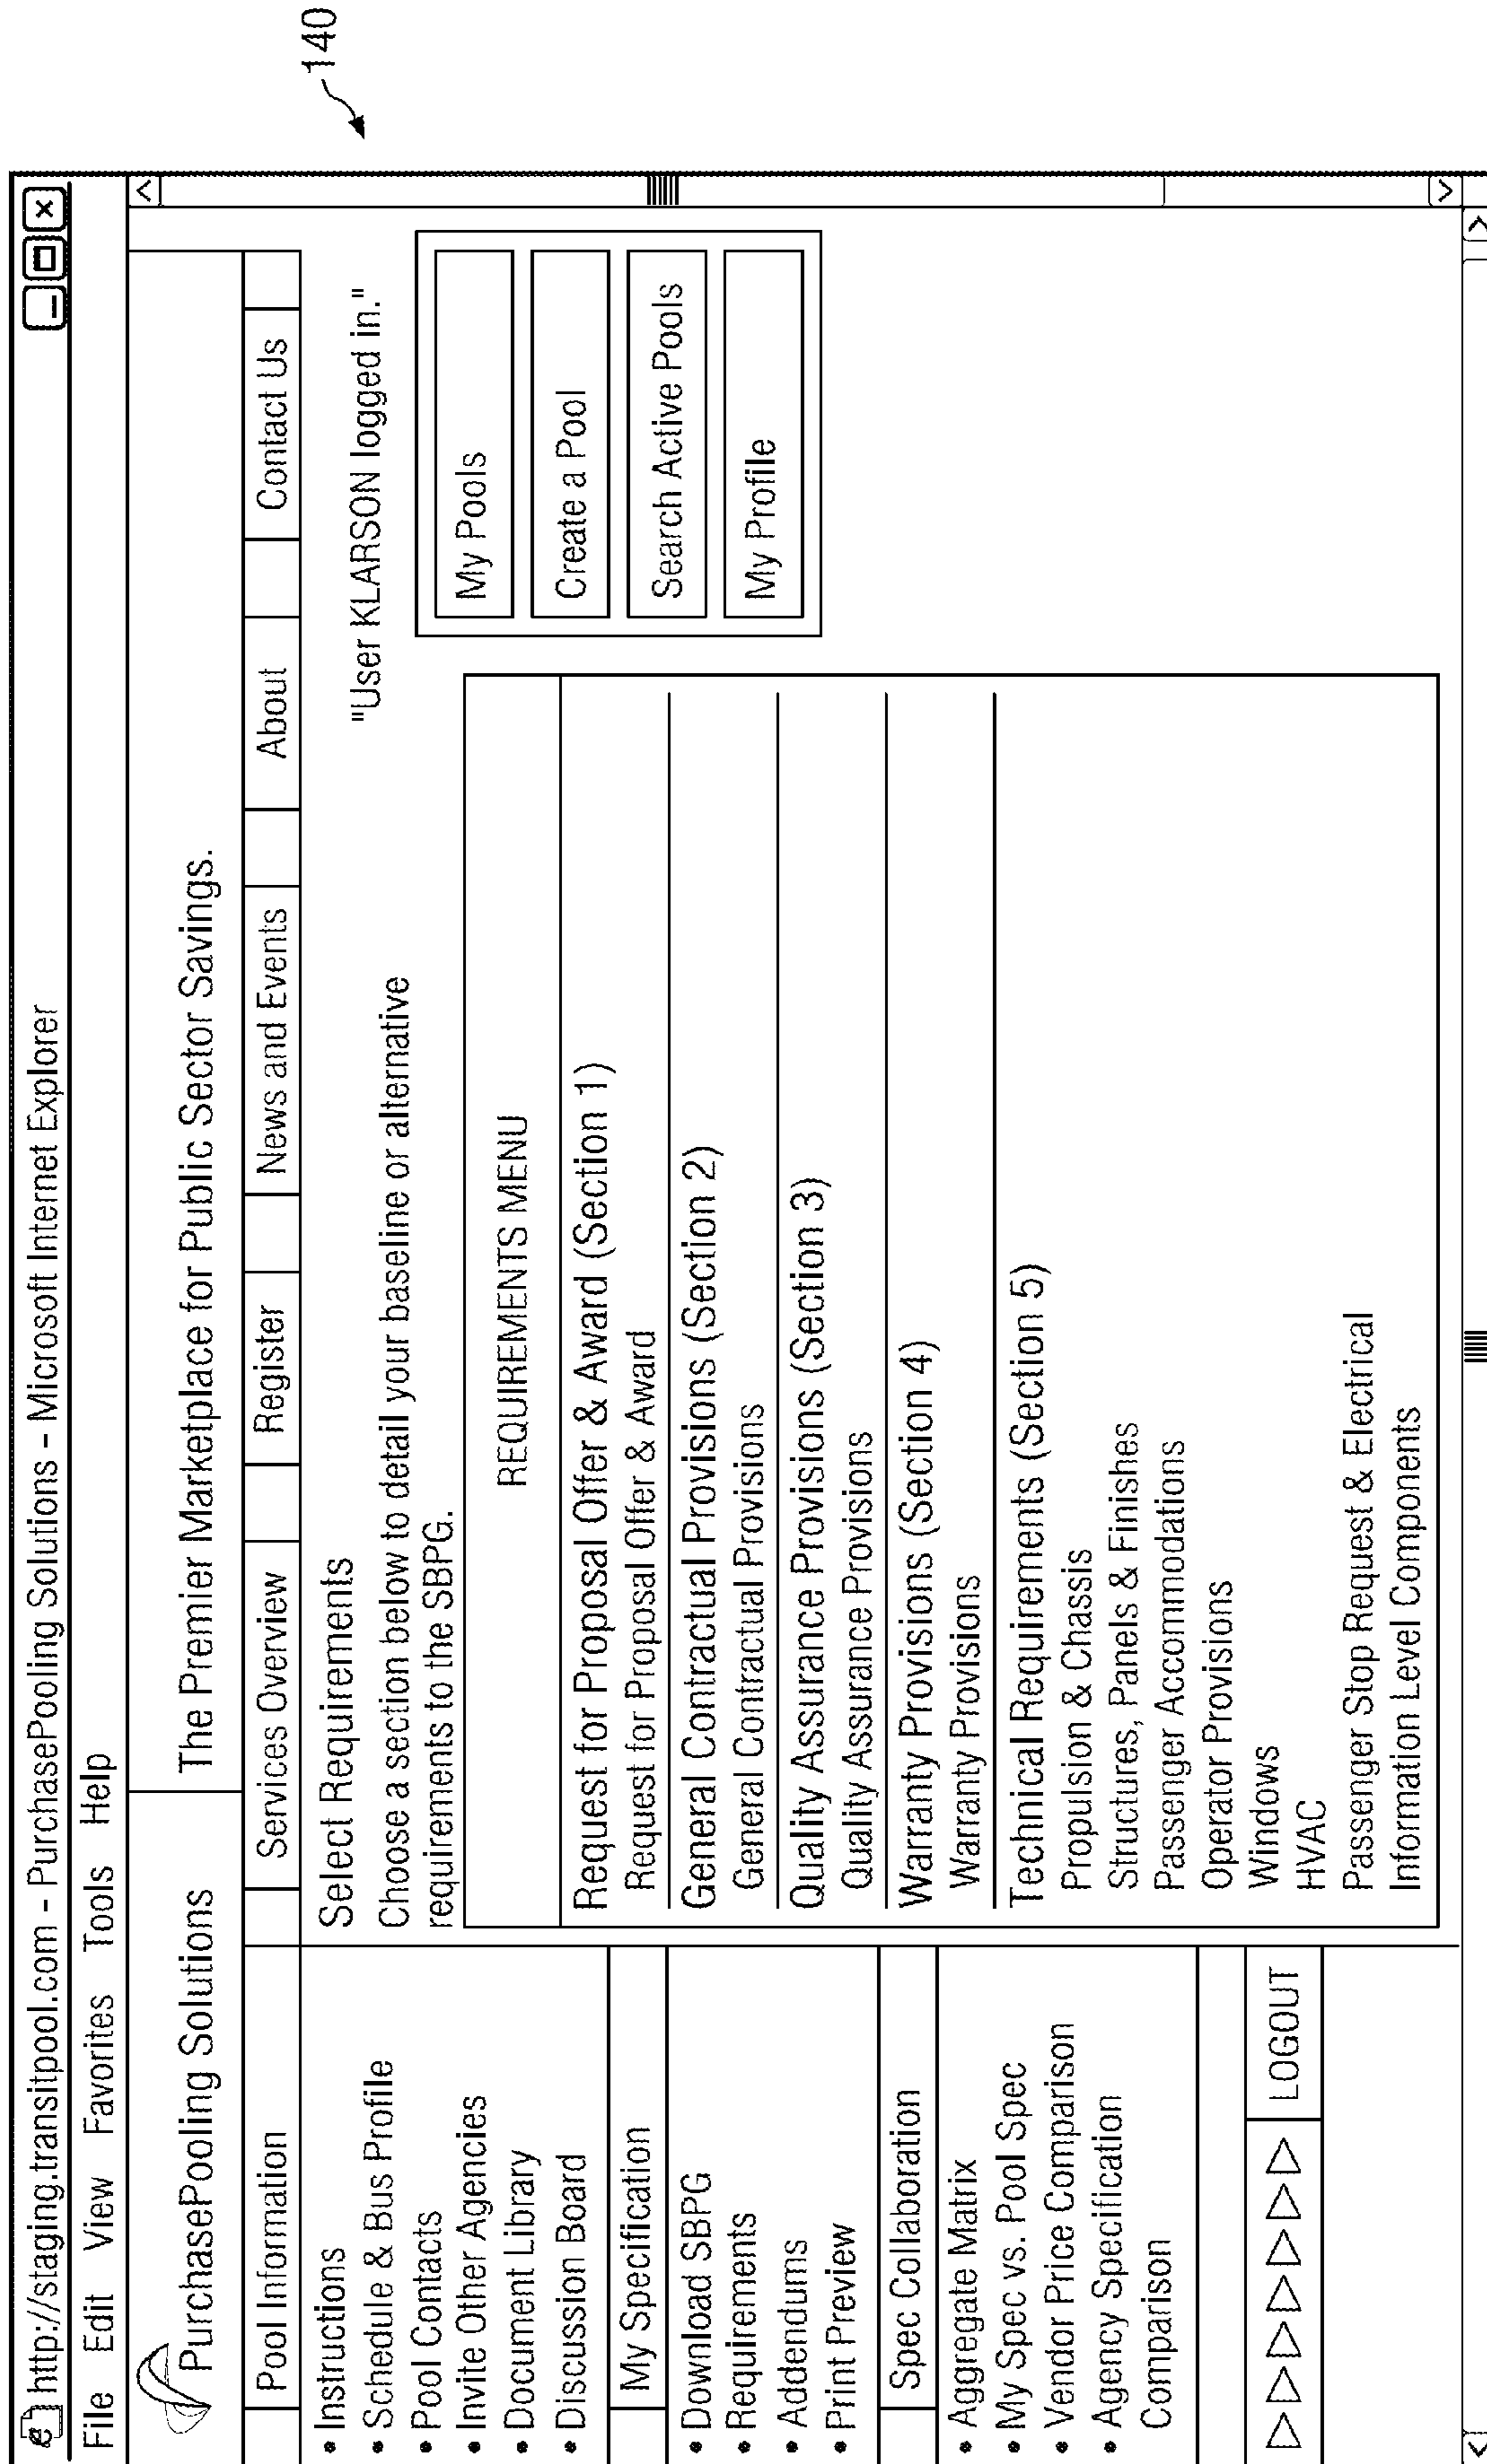 http://staging.transitpool.com - PurchasePooling Solutions - Microsoft Internet Explorer
File Edit View Favorites Tools Help
PurchasePooling Solutions
The Premier Marketplace for Public Sector Savings.
Pool Information
Services Overview
Register
News and Events
About
Contact Us
• Instructions
• Schedule & Bus Profile
• Pool Contacts
• Invite Other Agencies
• Document Library
• Discussion Board
My Specification
• Download SBPG
• Requirements
• Addendums
• Print Preview
Spec Collaboration
• Aggregate Matrix
• My Spec vs. Pool Spec
• Vendor Price Comparison
• Agency Specification
Comparison
LOGOUT
Select Requirements
"User KLARSON logged in."
Choose a section below to detail your baseline or alternative
requirements to the SBPG.
REQUIREMENTS MENU
Request for Proposal Offer & Award (Section 1)
Request for Proposal Offer & Award
General Contractual Provisions (Section 2)
General Contractual Provisions
Quality Assurance Provisions (Section 3)
Quality Assurance Provisions
Warranty Provisions (Section 4)
Warranty Provisions
Technical Requirements (Section 5)
Propulsion & Chassis
Structures, Panels & Finishes
Passenger Accommodations
Operator Provisions
Windows
HVAC
Passenger Stop Request & Electrical
Information Level Components
My Pools
Create a Pool
Search Active Pools
My Profile
140